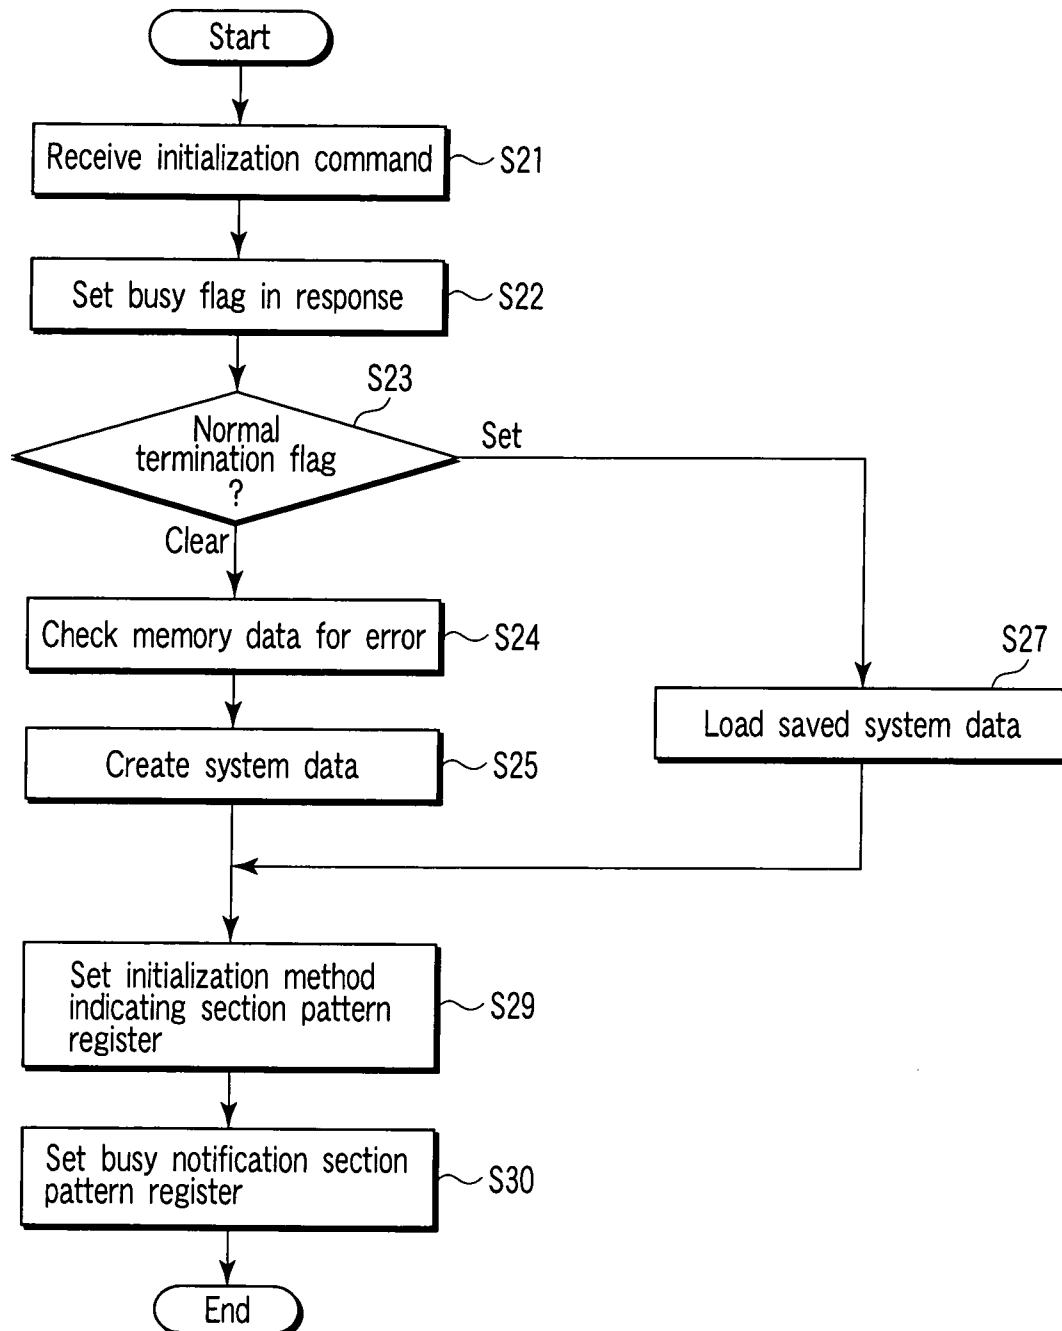 Start
Receive initialization command
S21
Set busy flag in response
S22
S23
Normal
termination flag
?
Set
Clear
Check memory data for error
S24
S27
Load saved system data
Create system data
S25
Set initialization method
indicating section pattern
register
S29
Set busy notification section
pattern register
S30
End